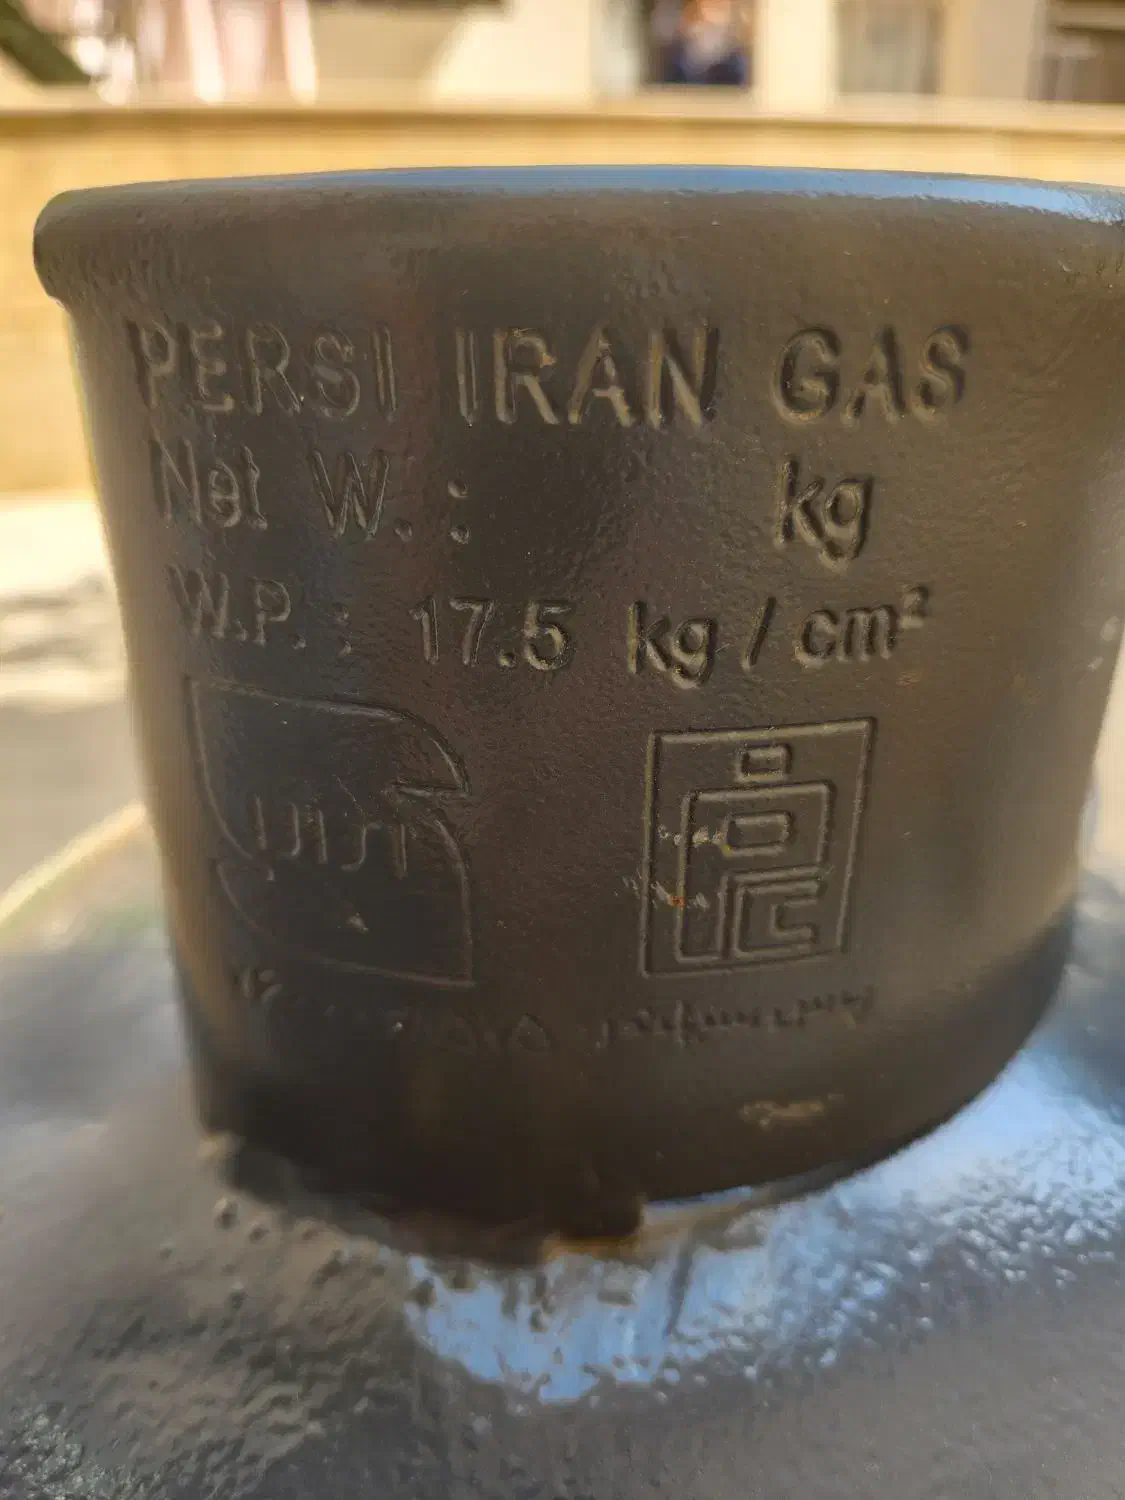 PERSI IRAN GAS
Net W. : kg
W.P. : 17.5 kg / cm²